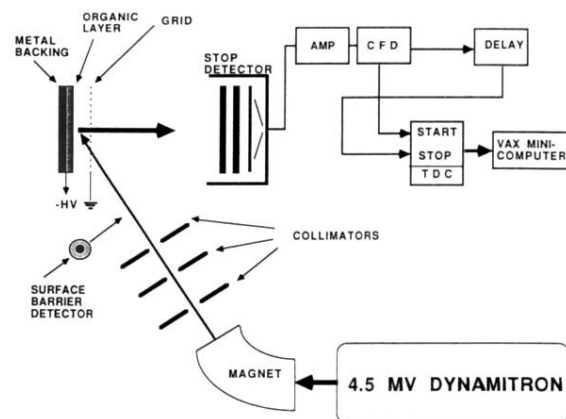 ORGANIC
LAYER
METAL
BACKING
GRID
STOP
DETECTOR
AMP
C F D
DELAY
START
STOP
T D C
VAX MINI-
COMPUTER
-HV
COLLIMATORS
SURFACE
BARRIER
DETECTOR
MAGNET
4.5 MV DYNAMITRON